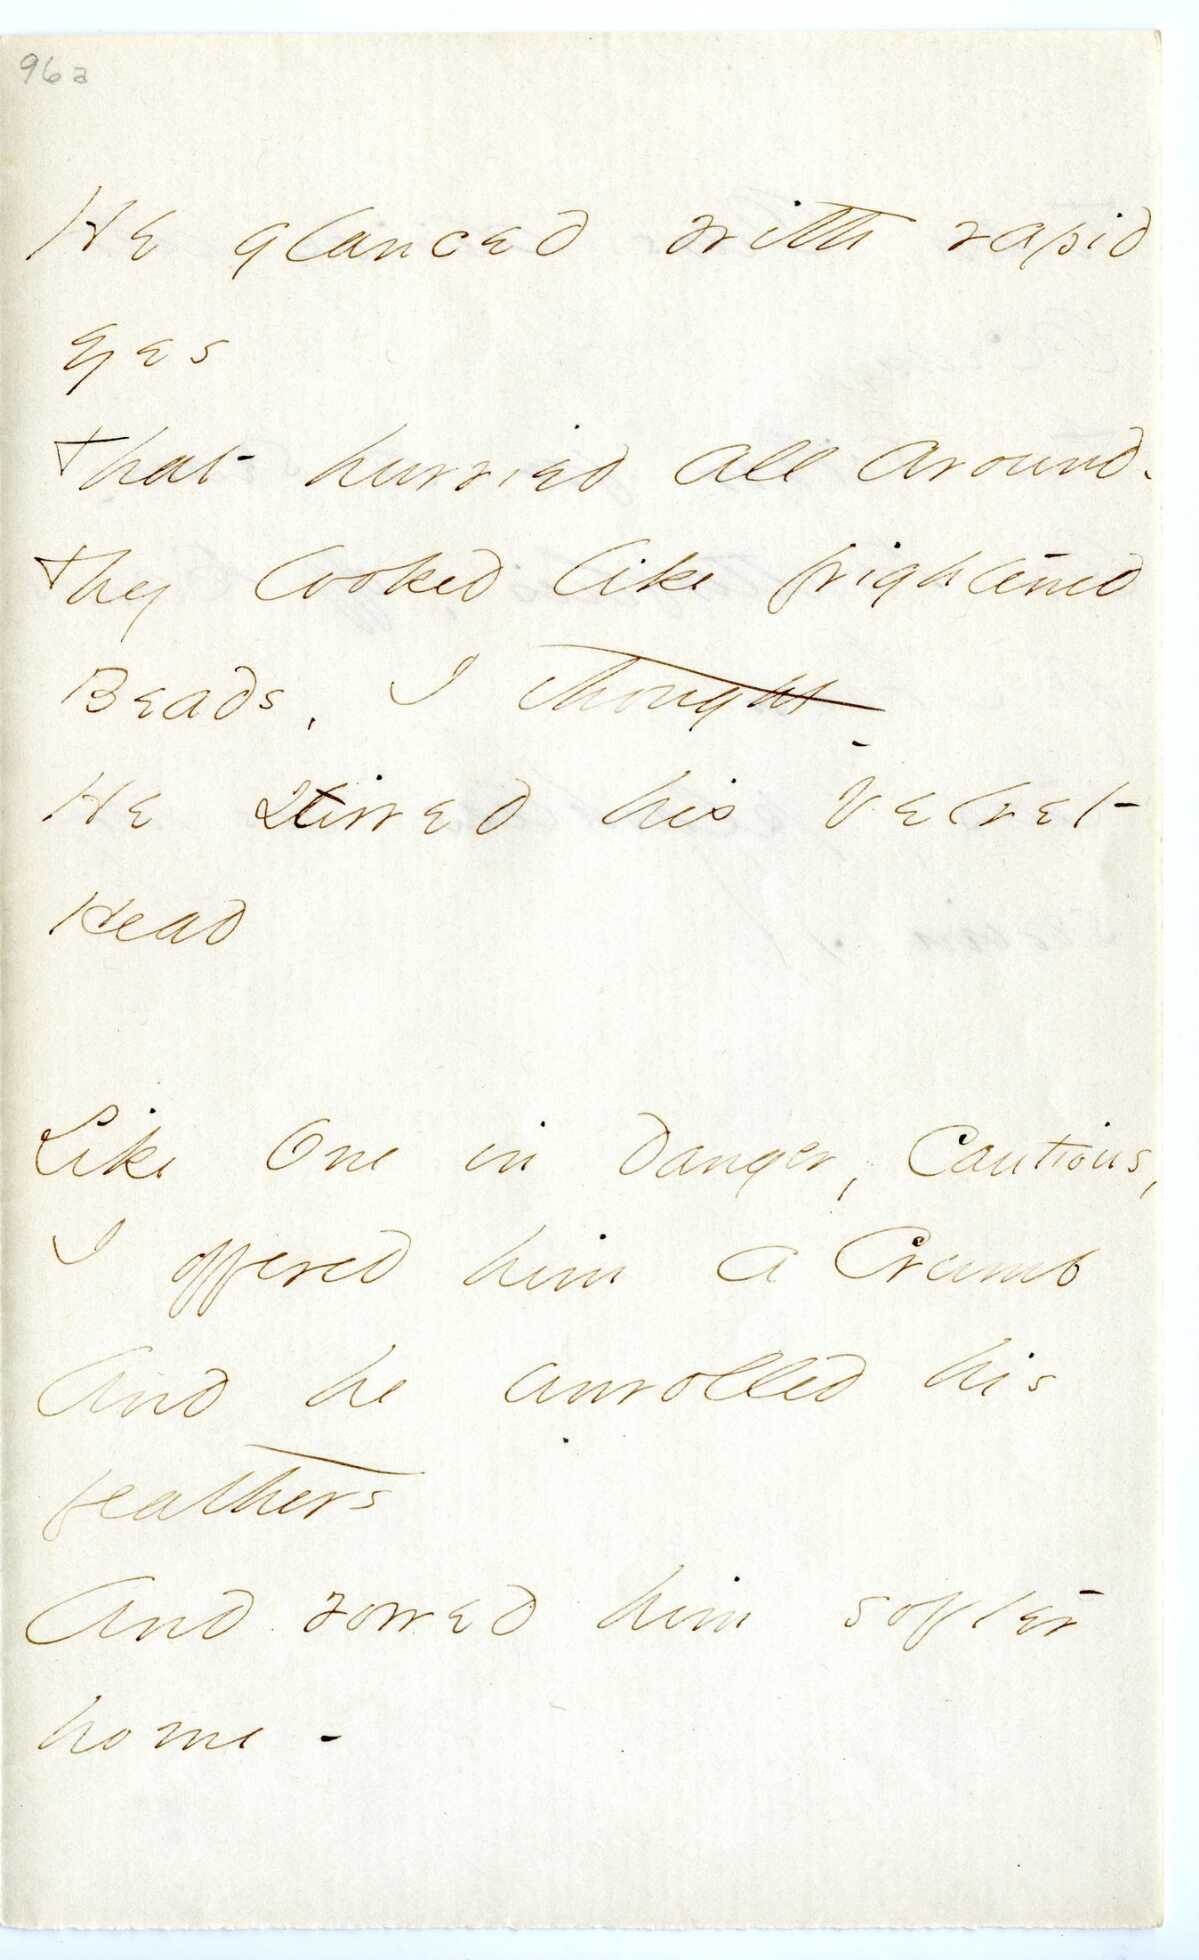 96a
He glanced with rapid
eyes
That hurried all around -
They looked like frightened
Beads, I thought -
He stirred his Velvet
Head
Like One in danger, Cautious,
I offered him a Crumb
And he unrolled his
feathers
And rowed him softer
home -